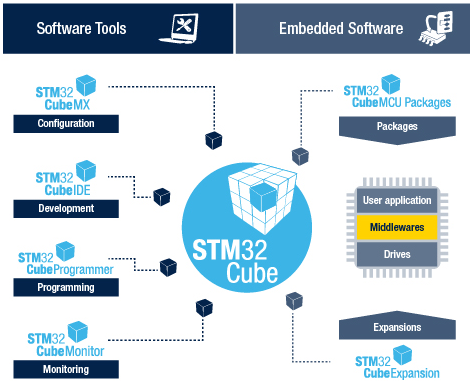 Software Tools
Embedded Software
STM32
CubeMX
Configuration
STM32
CubeIDE
Development
STM32
CubeProgrammer
Programming
STM32
CubeMonitor
Monitoring
STM32
Cube
STM32
CubeMCU Packages
Packages
User application
Middlewares
Drives
Expansions
STM32
CubeExpansion